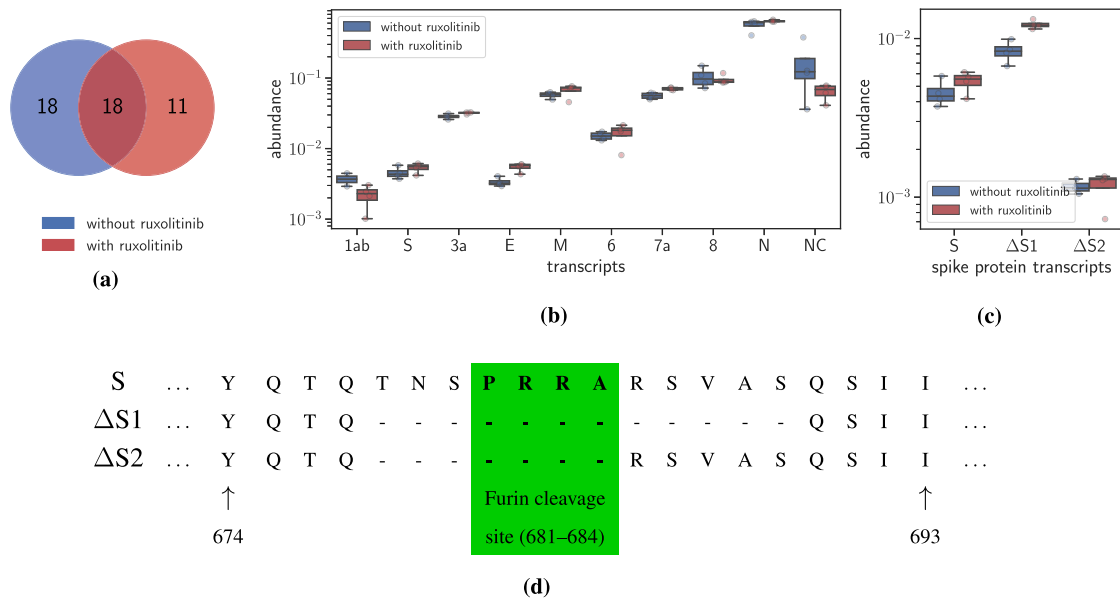 18 18 11
without ruxolitinib
with ruxolitinib
(a)
abundance
10⁻¹
10⁻²
10⁻³
without ruxolitinib
with ruxolitinib
1ab S 3a E M 6 7a 8 N NC
transcripts
(b)
abundance
10⁻²
10⁻³
without ruxolitinib
with ruxolitinib
S ΔS1 ΔS2
spike protein transcripts
(c)
S ... Y Q T Q T N S P R R A R S V A S Q S I I ...
ΔS1 ... Y Q T Q - - - - - - - - - - - - Q S I I ...
ΔS2 ... Y Q T Q - - - - - - - R S V A S Q S I I ...
↑ Furin cleavage ↑
674 site (681–684) 693
(d)